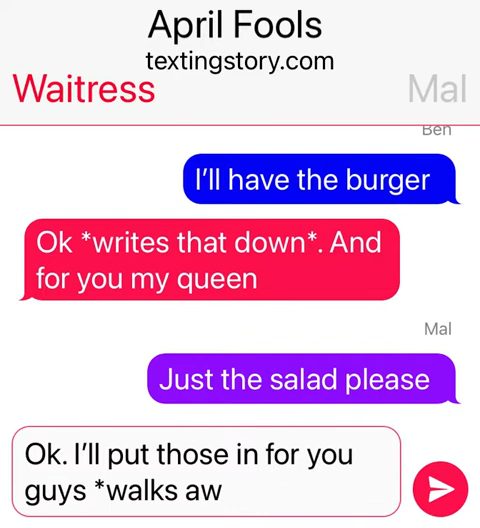 April Fools
textingstory.com
Waitress
Mal
Ben
I'll have the burger
Ok *writes that down*. And
for you my queen
Mal
Just the salad please
Ok. I'll put those in for you
guys *walks aw